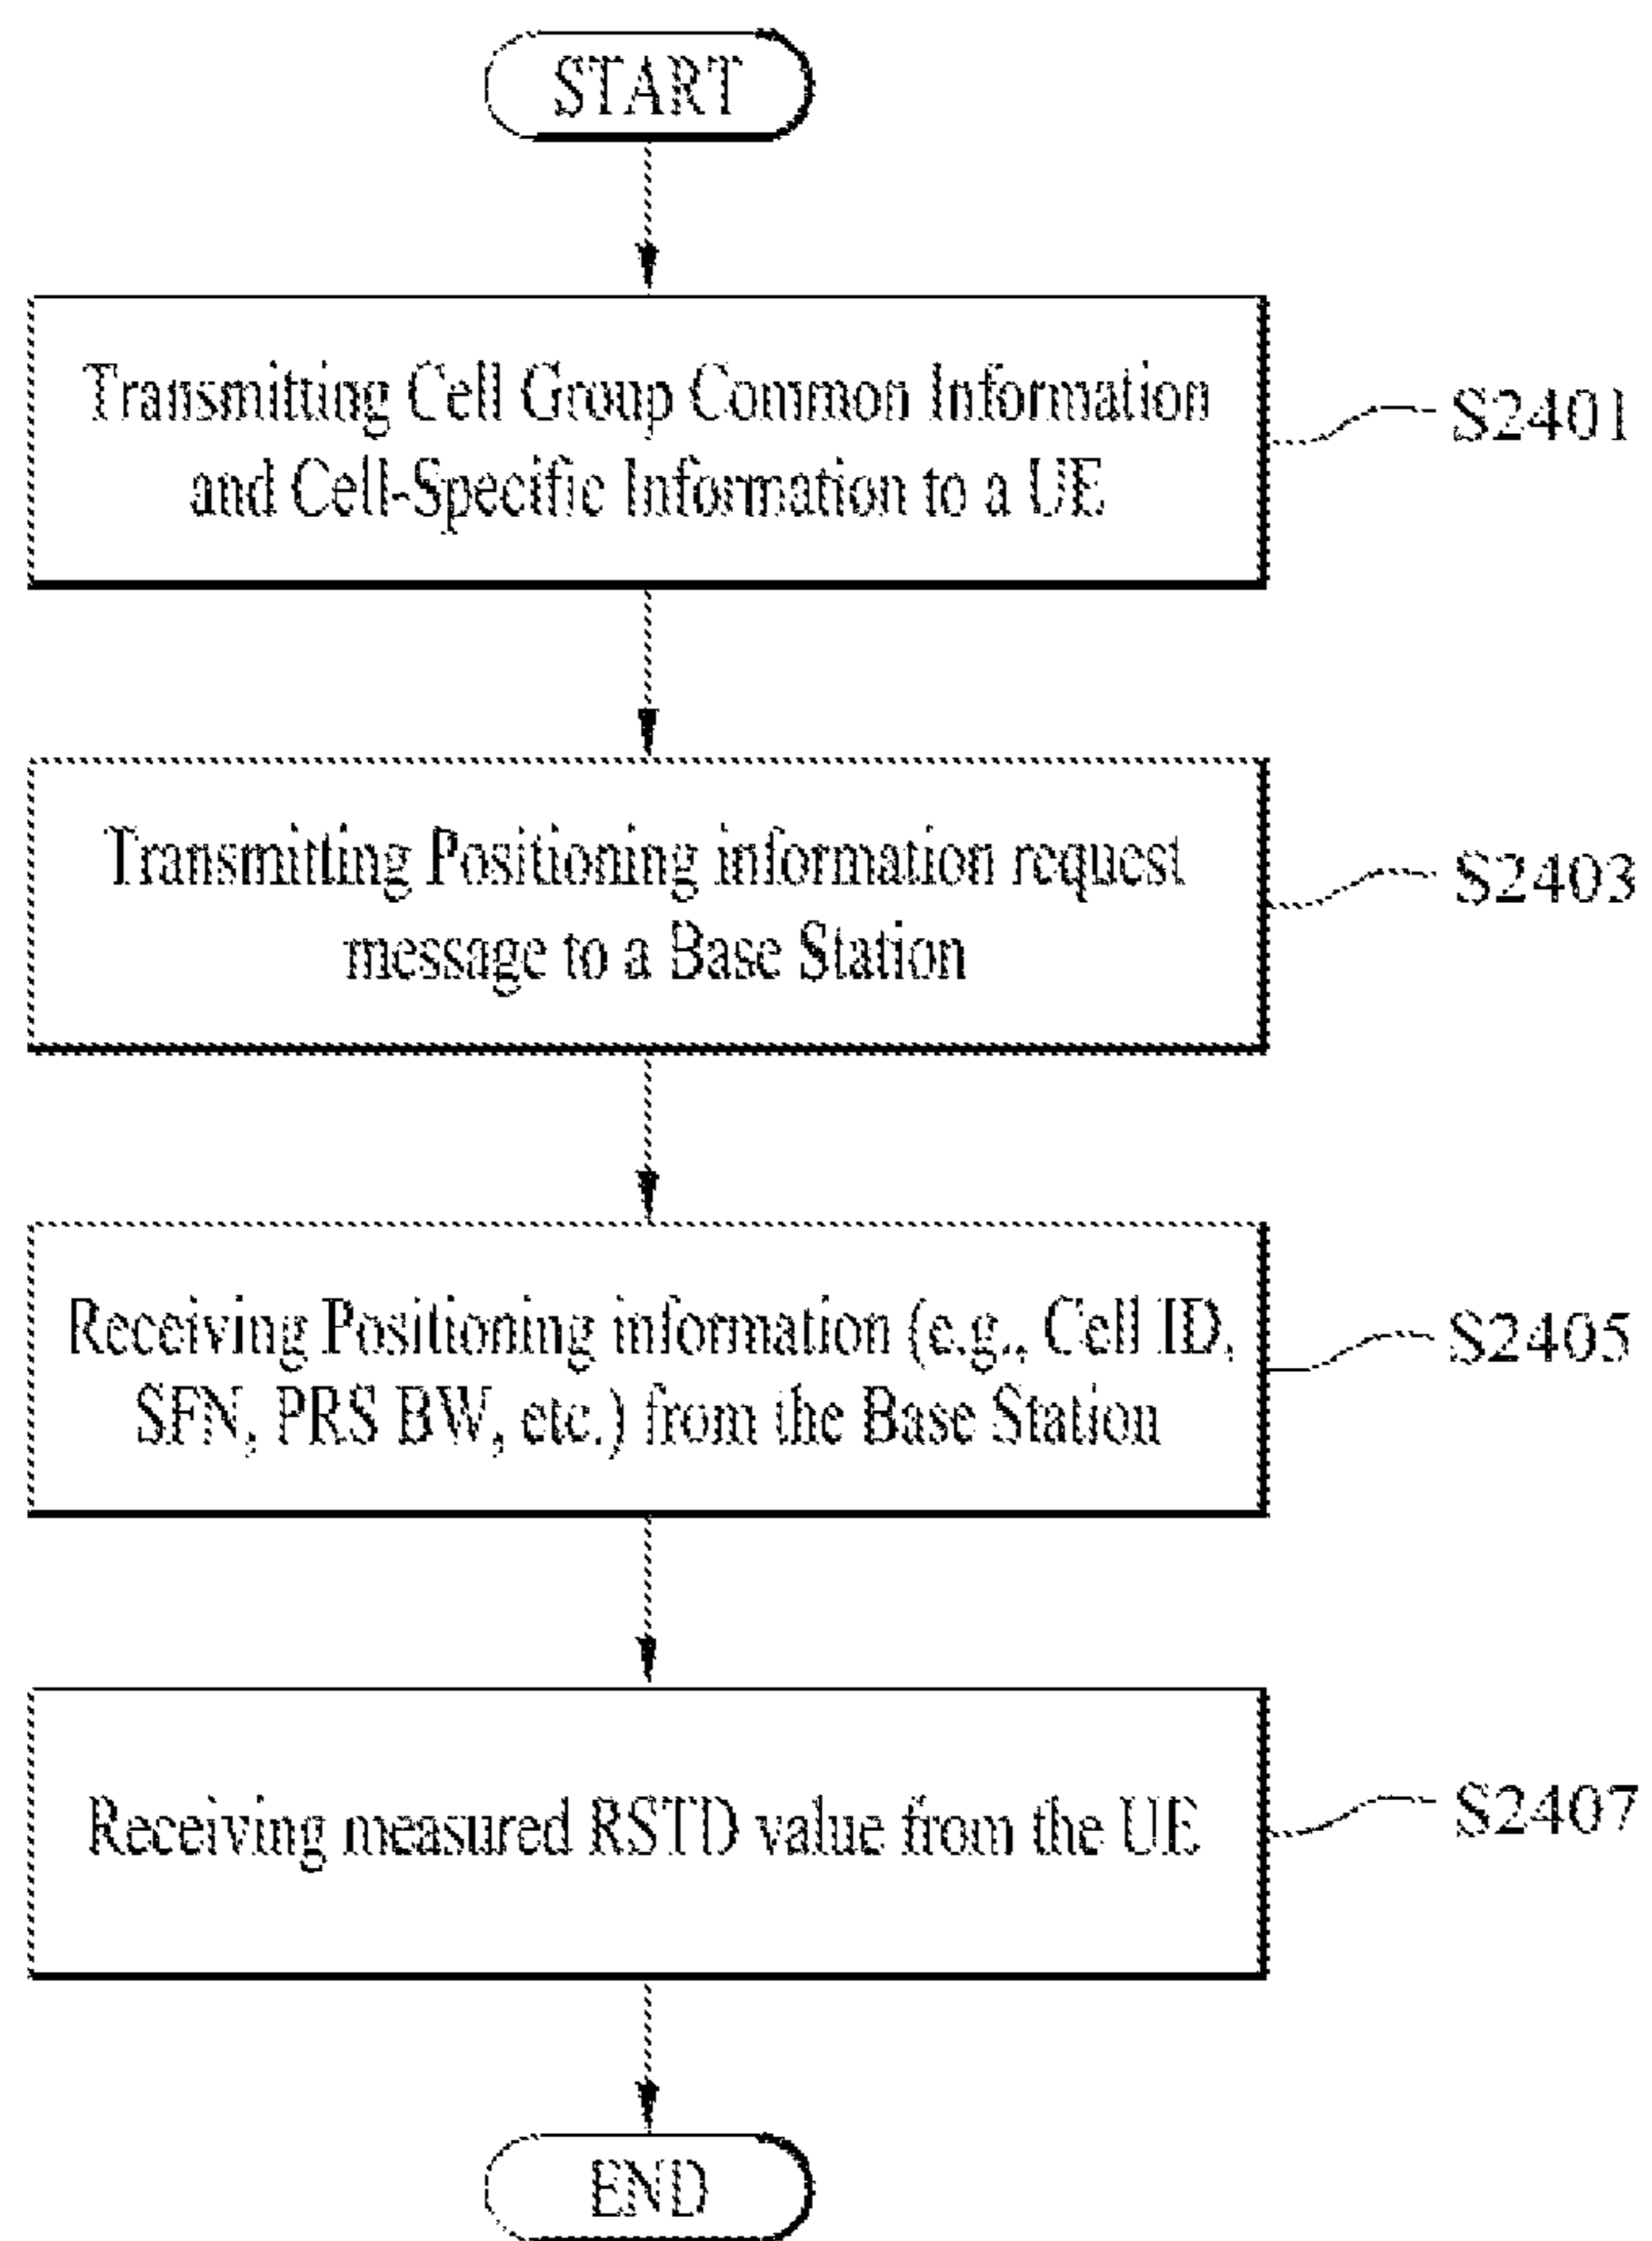 START
Transmitting Cell Group Common Information
and Cell-Specific Information to a UE
S2401
Transmitting Positioning information request
message to a Base Station
S2403
Receiving Positioning information (e.g., Cell ID,
SFN, PRS BW, etc.) from the Base Station
S2405
Receiving measured RSTD value from the UE
S2407
END